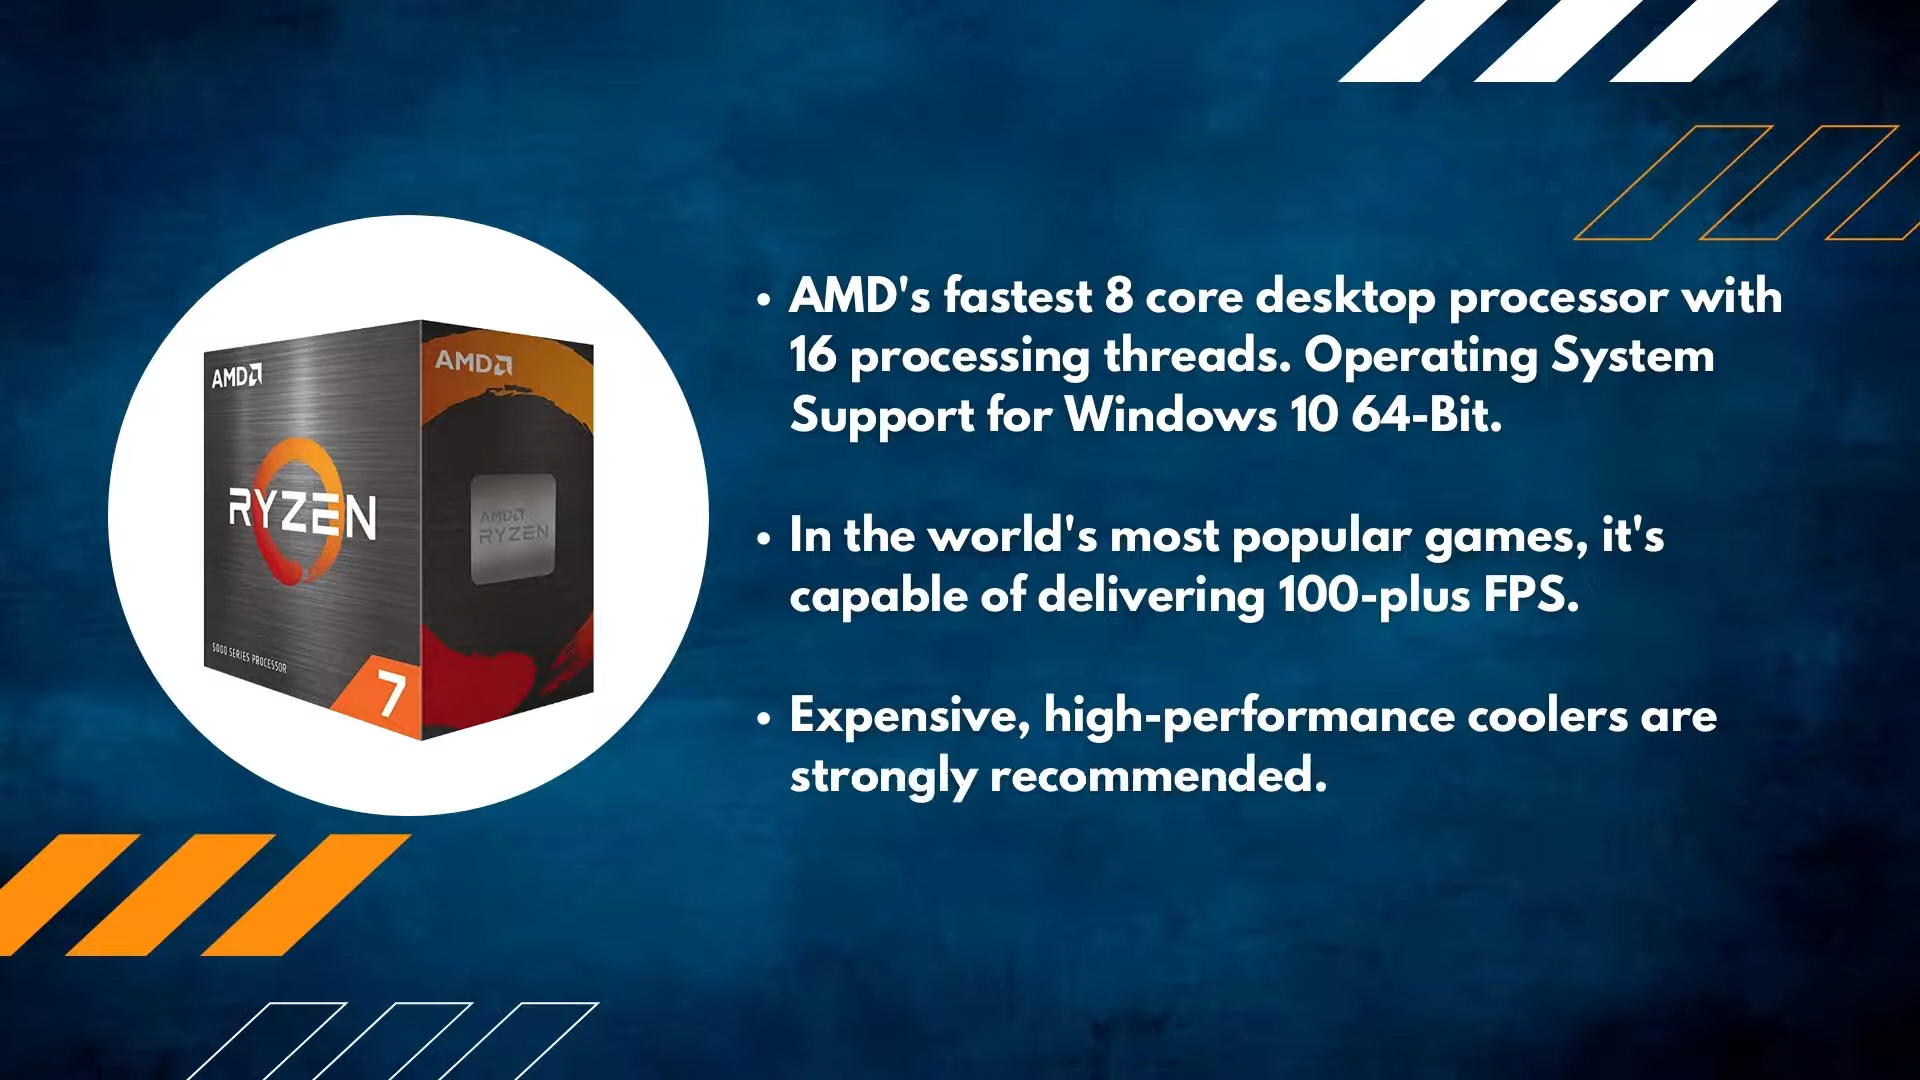 AMD
AMD
RYZEN
AMD
RYZEN
5000 SERIES PROCESSOR
7
• AMD's fastest 8 core desktop processor with
16 processing threads. Operating System
Support for Windows 10 64-Bit.
• In the world's most popular games, it's
capable of delivering 100-plus FPS.
• Expensive, high-performance coolers are
strongly recommended.